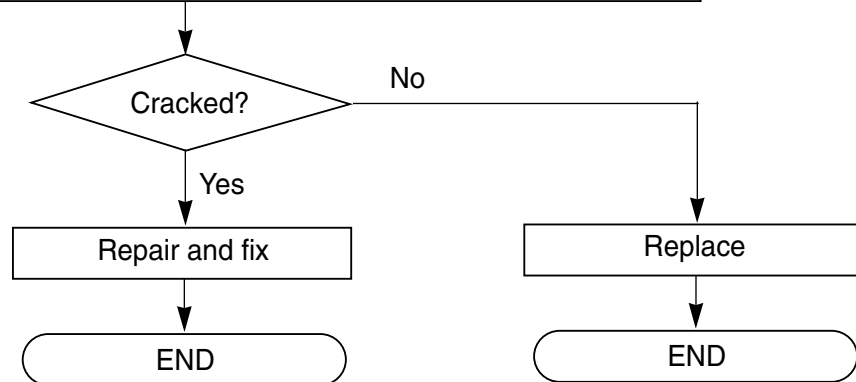 Cracked?
No
Yes
Repair and fix
Replace
END
END